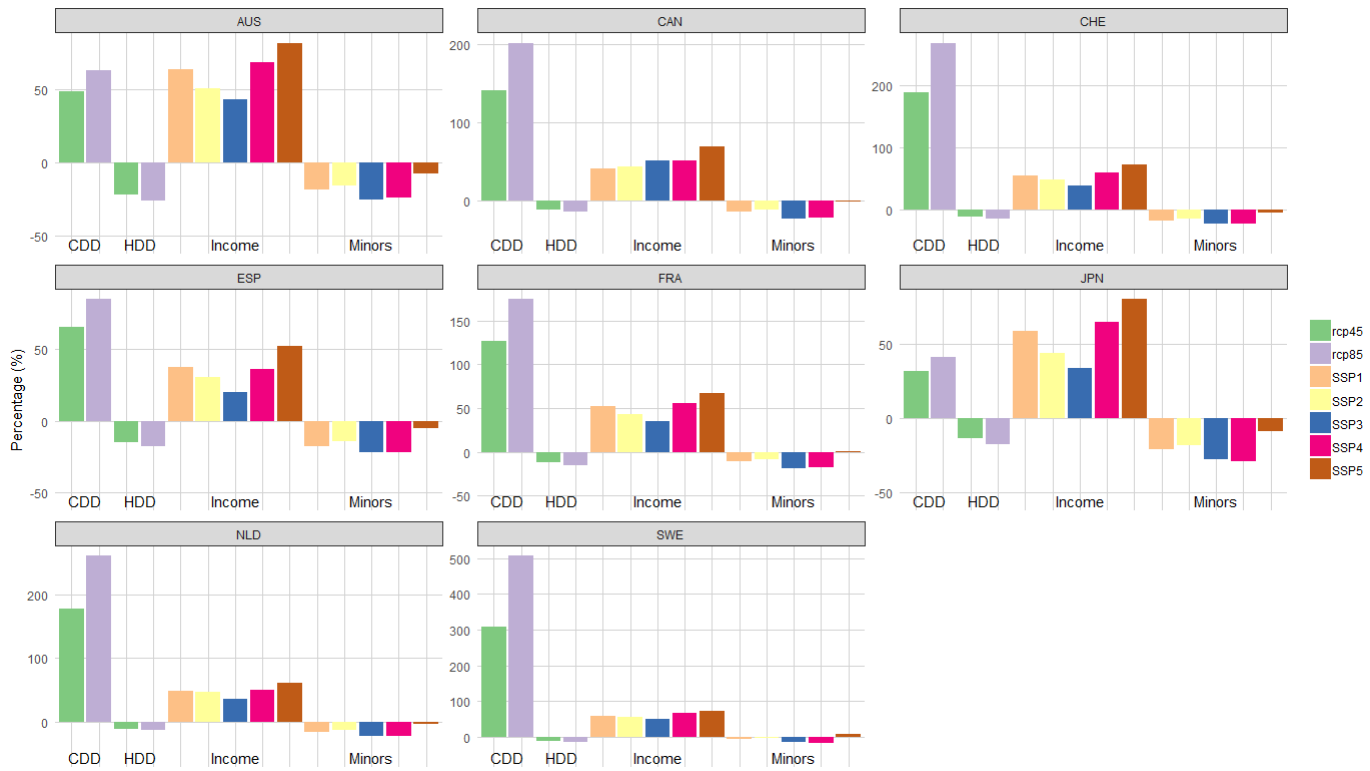 AUS
CAN
CHE
50
0
-50
200
100
0
200
100
0
CDD HDD Income Minors
CDD HDD Income Minors
CDD HDD Income Minors
ESP
FRA
JPN
Percentage (%)
50
0
-50
150
100
50
0
-50
50
0
-50
CDD HDD Income Minors
CDD HDD Income Minors
CDD HDD Income Minors
rcp45
rcp85
SSP1
SSP2
SSP3
SSP4
SSP5
NLD
SWE
200
100
0
500
400
300
200
100
0
CDD HDD Income Minors
CDD HDD Income Minors